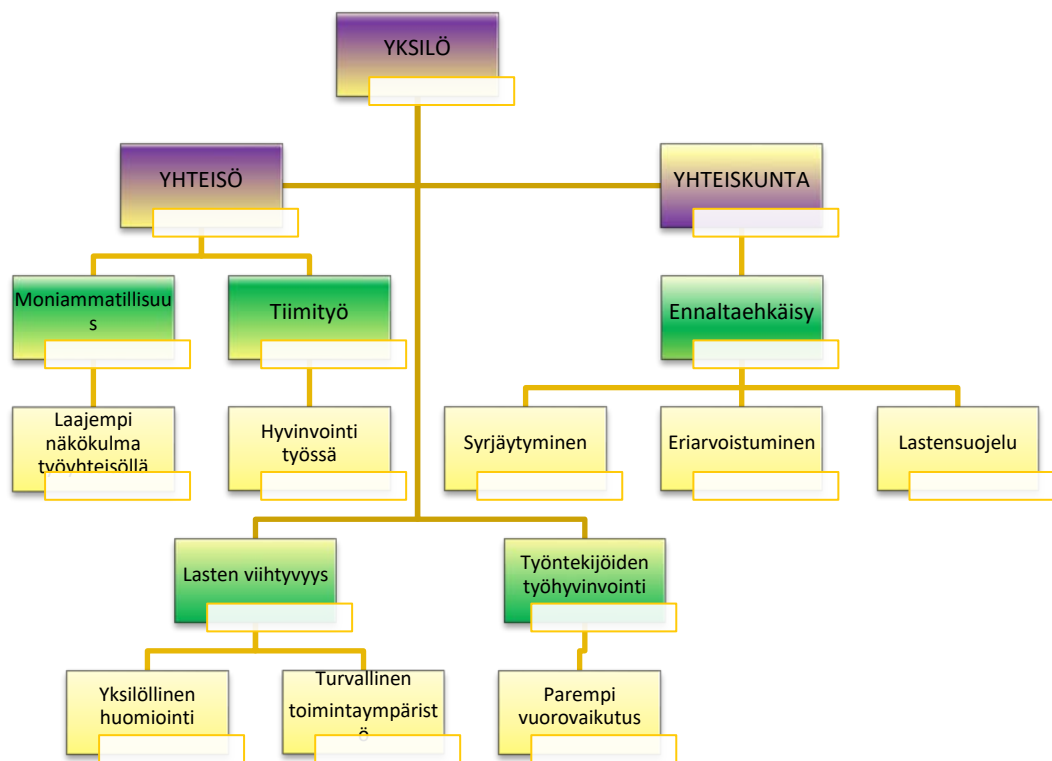 YKSILÖ
YHTEISÖ
YHTEISKUNTA
Moniammatillisuu
s
Tiimityö
Ennaltaehkäisy
Laajempi
näkökulma
työyhteisöllä
Hyvinvointi
työssä
Syrjäytyminen
Eriarvoistuminen
Lastensuojelu
Lasten viihtyvyys
Työntekijöiden
työhyvinvointi
Yksilöllinen
huomiointi
Turvallinen
toimintaympärist
ö
Parempi
vuorovaikutus